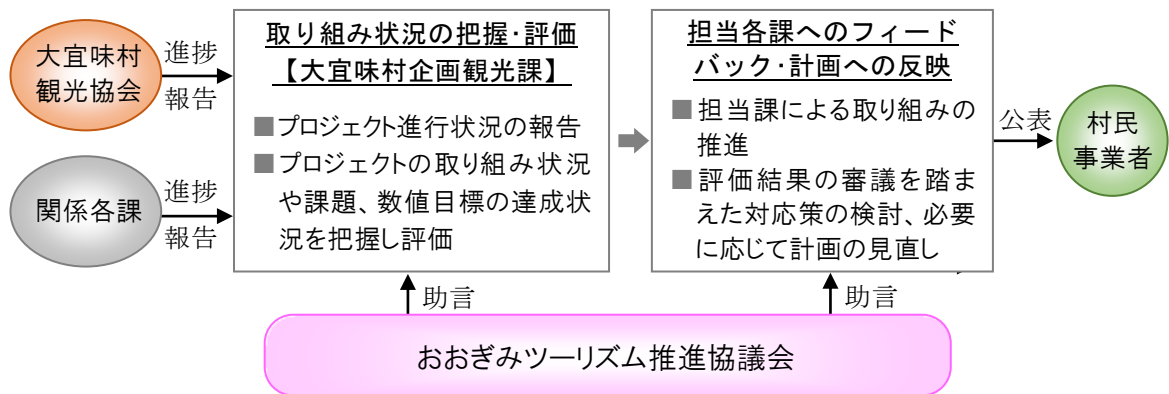 大宜味村
観光協会
進捗
報告
関係各課
進捗
報告
取り組み状況の把握・評価
【大宜味村企画観光課】
■プロジェクト進行状況の報告
■プロジェクトの取り組み状況
や課題、数値目標の達成状
況を把握し評価
担当各課へのフィード
バック・計画への反映
■担当課による取り組みの
推進
■評価結果の審議を踏ま
えた対応策の検討、必要
に応じて計画の見直し
公表
村民
事業者
助言
助言
おおぎみツーリズム推進協議会